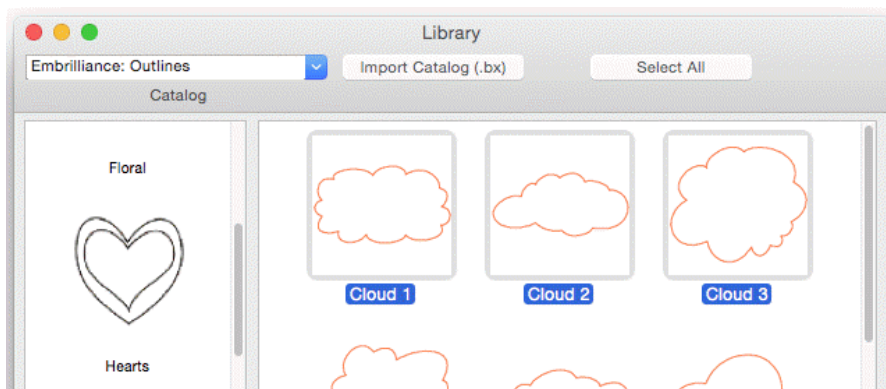 Library
Embrilliance: Outlines
Import Catalog (.bx)
Select All
Catalog
Floral
Hearts
Cloud 1
Cloud 2
Cloud 3